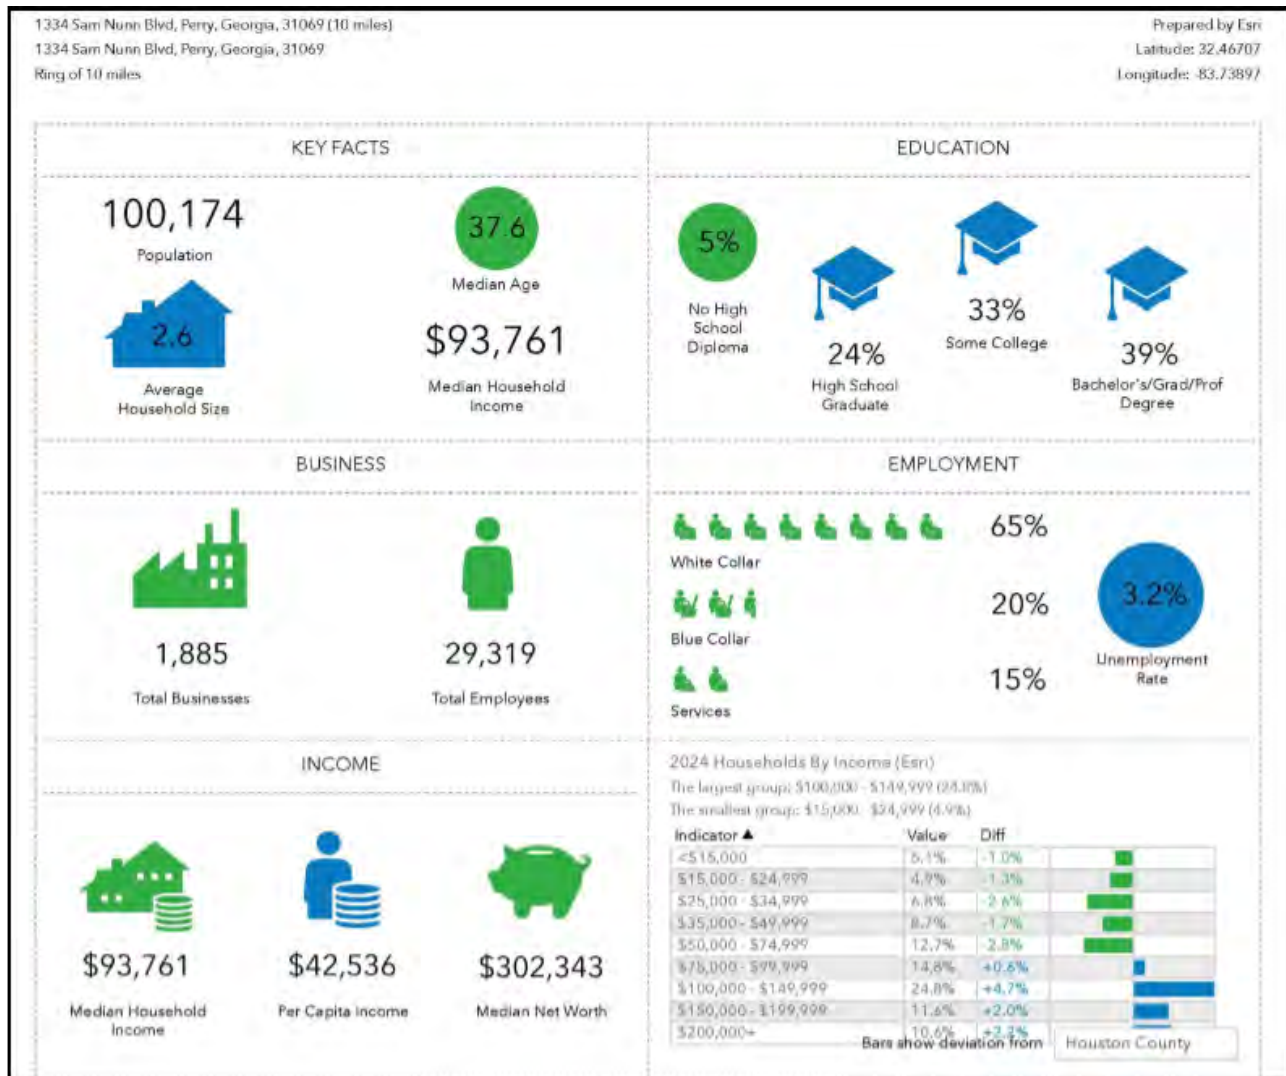 1334 Sam Nunn Blvd, Perry, Georgia, 31069 (10 miles)
1334 Sam Nunn Blvd, Perry, Georgia, 31069
Ring of 10 miles
Prepared by Esri
Latitude: 32.46707
Longitude: -83.73897
KEY FACTS
100,174
Population
37.6
Median Age
2.6
Average
Household Size
$93,761
Median Household
Income
EDUCATION
5%
No High
School
Diploma
24%
High School
Graduate
33%
Some College
39%
Bachelor's/Grad/Prof
Degree
BUSINESS
1,885
Total Businesses
29,319
Total Employees
EMPLOYMENT
65%
White Collar
20%
Blue Collar
15%
Services
3.2%
Unemployment
Rate
INCOME
$93,761
Median Household
Income
$42,536
Per Capita Income
$302,343
Median Net Worth
2024 Households By Income (Esri)
The largest group: $100,000 - $149,999 (24.8%)
The smallest group: $15,000 - $24,999 (4.9%)
Indicator ▲ Value Diff
<$15,000 6.1% -1.0%
$15,000 - $24,999 4.9% -1.3%
$25,000 - $34,999 6.8% -2.6%
$35,000 - $49,999 8.7% -1.7%
$50,000 - $74,999 12.7% -2.8%
$75,000 - $99,999 14.8% +0.6%
$100,000 - $149,999 24.8% +4.7%
$150,000 - $199,999 11.6% +2.0%
$200,000+ 10.6% +2.2%
Bars show deviation from Houston County